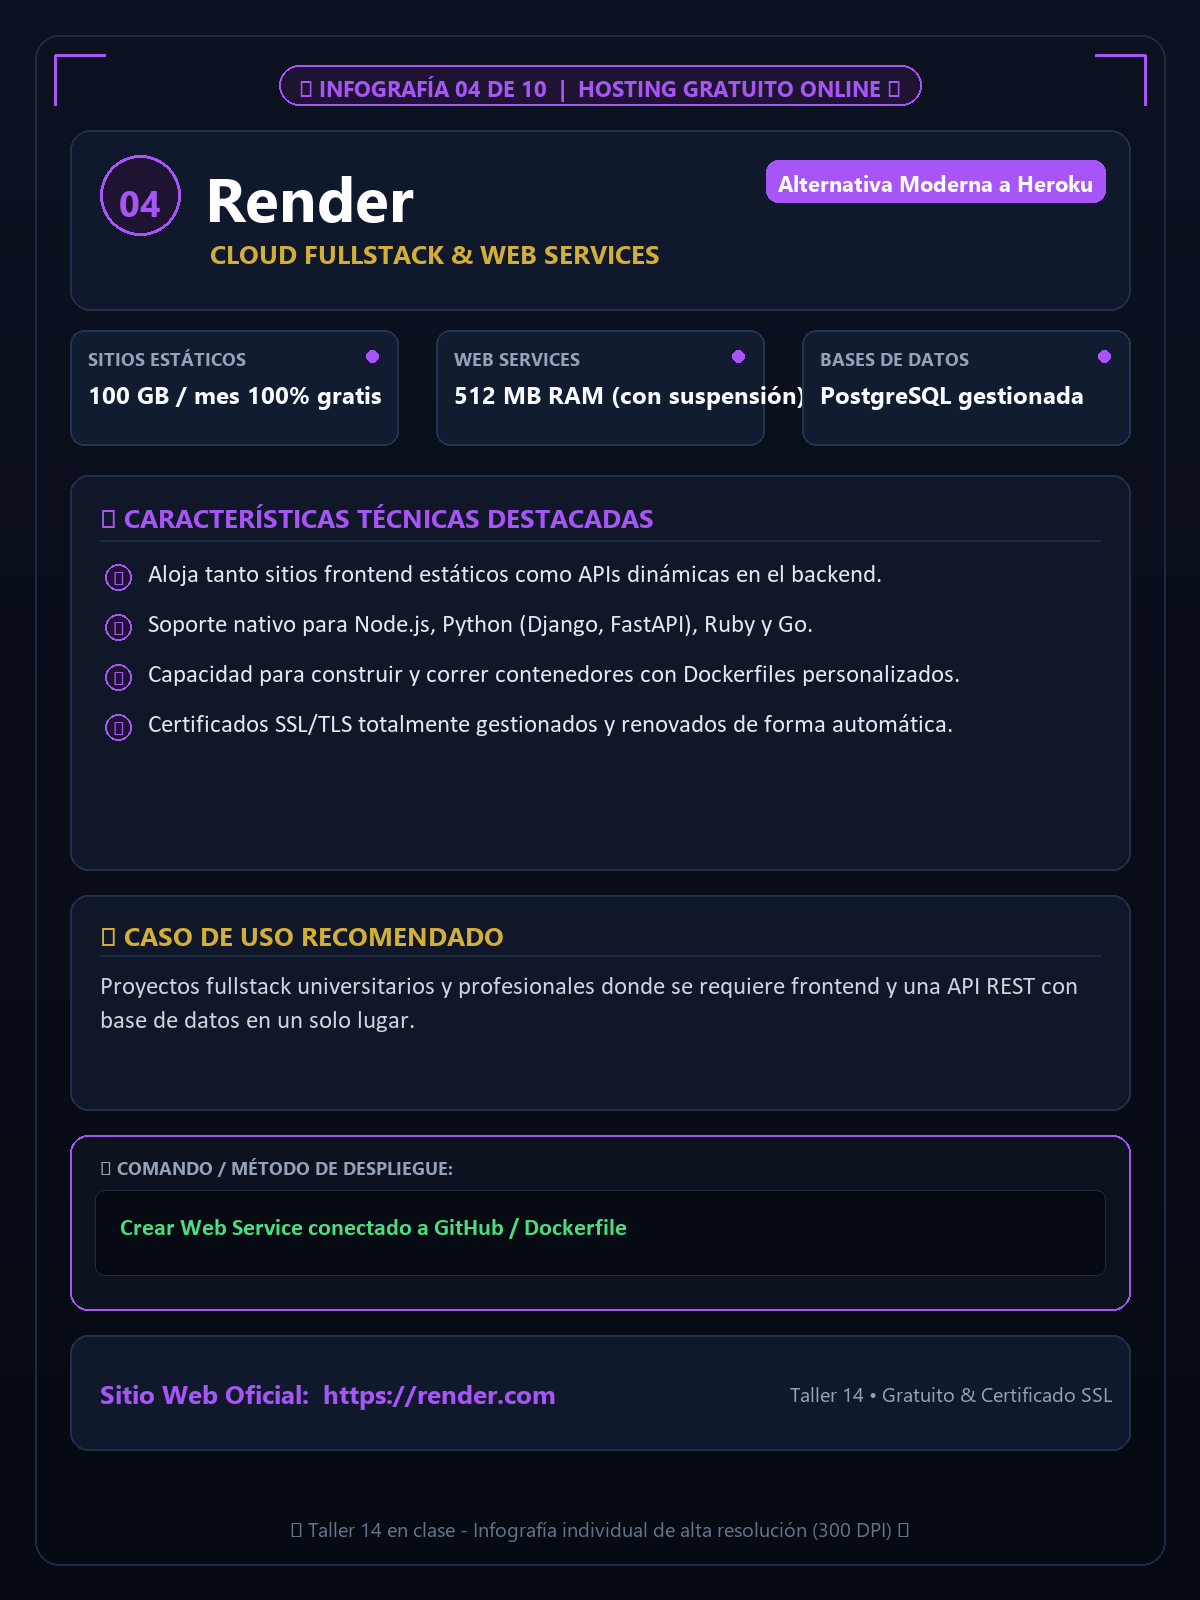 INFOGRAFÍA 04 DE 10 | HOSTING GRATUITO ONLINE
04
Render
Alternativa Moderna a Heroku
CLOUD FULLSTACK & WEB SERVICES
SITIOS ESTÁTICOS
100 GB / mes 100% gratis
WEB SERVICES
512 MB RAM (con suspensión)
BASES DE DATOS
PostgreSQL gestionada
CARACTERÍSTICAS TÉCNICAS DESTACADAS
Aloja tanto sitios frontend estáticos como APIs dinámicas en el backend.
Soporte nativo para Node.js, Python (Django, FastAPI), Ruby y Go.
Capacidad para construir y correr contenedores con Dockerfiles personalizados.
Certificados SSL/TLS totalmente gestionados y renovados de forma automática.
CASO DE USO RECOMENDADO
Proyectos fullstack universitarios y profesionales donde se requiere frontend y una API REST con
base de datos en un solo lugar.
COMANDO / MÉTODO DE DESPLIEGUE:
Crear Web Service conectado a GitHub / Dockerfile
Sitio Web Oficial: https://render.com
Taller 14 • Gratuito & Certificado SSL
Taller 14 en clase - Infografía individual de alta resolución (300 DPI)